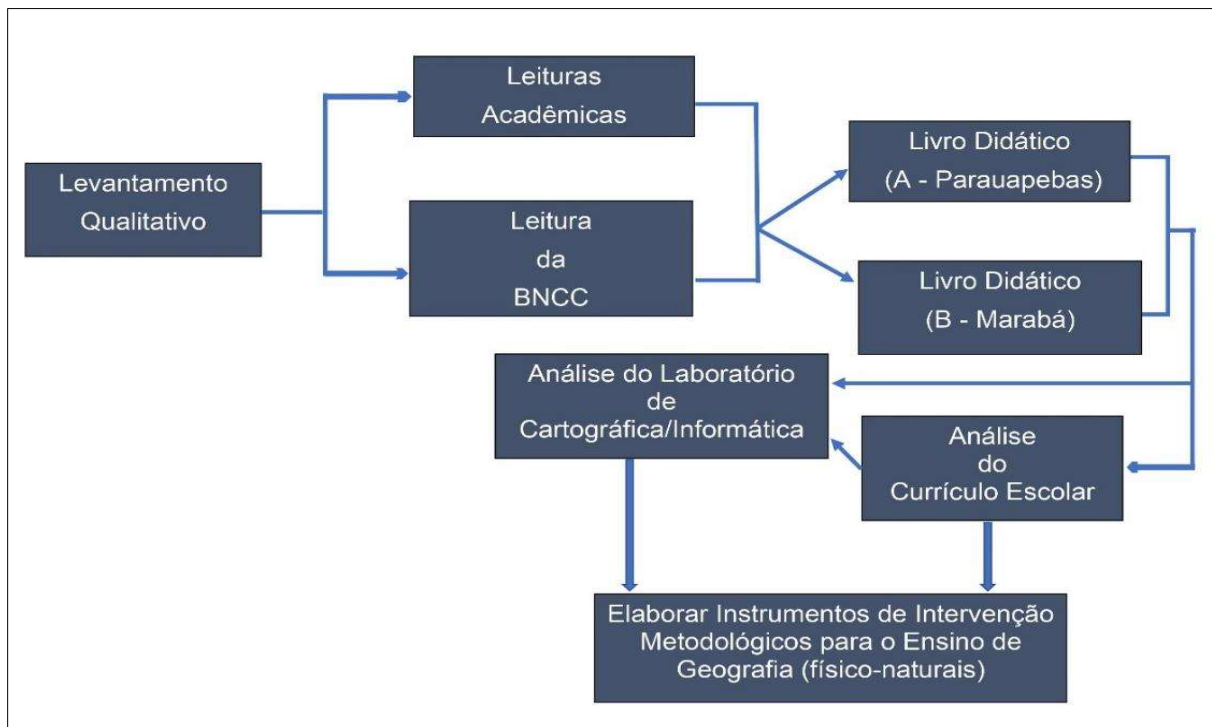 Levantamento
Qualitativo
Leituras
Acadêmicas
Leitura
da
BNCC
Livro Didático
(A - Parauapebas)
Livro Didático
(B - Marabá)
Análise do Laboratório
de
Cartográfica/Informática
Análise
do
Currículo Escolar
Elaborar Instrumentos de Intervenção
Metodológicos para o Ensino de
Geografia (físico-naturais)